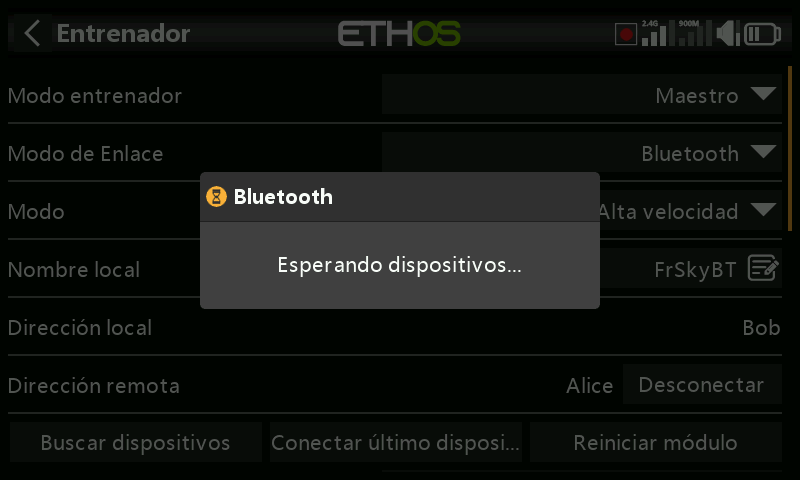 Entrenador
ETHOS
2.4G
900M
Modo entrenador
Maestro
Modo de Enlace
Bluetooth
Modo
Alta velocidad
Bluetooth
Esperando dispositivos...
Nombre local
FrSkyBT
Dirección local
Bob
Dirección remota
Alice
Desconectar
Buscar dispositivos
Conectar último disposi...
Reiniciar módulo